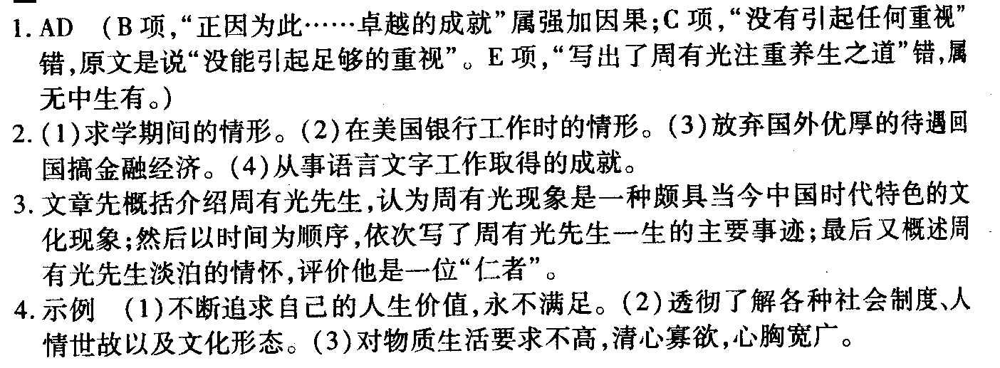 1. AD （B项,“正因为此……卓越的成就”属强加因果;C项,“没有引起任何重视”
错,原文是说“没能引起足够的重视”。E项,“写出了周有光注重养生之道”错,属
无中生有。)
2. (1)求学期间的情形。(2)在美国银行工作时的情形。(3)放弃国外优厚的待遇回
国搞金融经济。(4)从事语言文字工作取得的成就。
3. 文章先概括介绍周有光先生,认为周有光现象是一种颇具当今中国时代特色的文
化现象;然后以时间为顺序,依次写了周有光先生一生的主要事迹;最后又概述周
有光先生淡泊的情怀,评价他是一位“仁者”。
4. 示例 (1)不断追求自己的人生价值,永不满足。(2)透彻了解各种社会制度、人
情世故以及文化形态。(3)对物质生活要求不高,清心寡欲,心胸宽广。